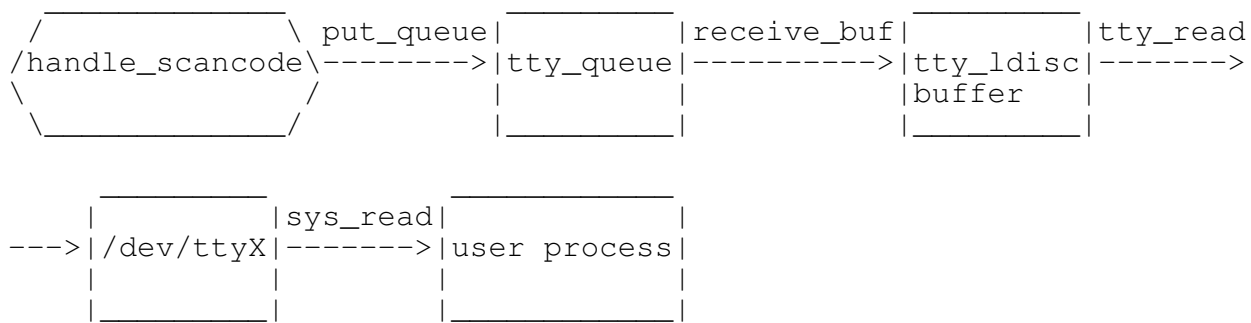 put_queue receive_buf tty_read
/handle_scancode\-------->|tty_queue|---------->|tty_ldisc|------->
buffer
sys_read
--->|/dev/ttyX|------->|user process|